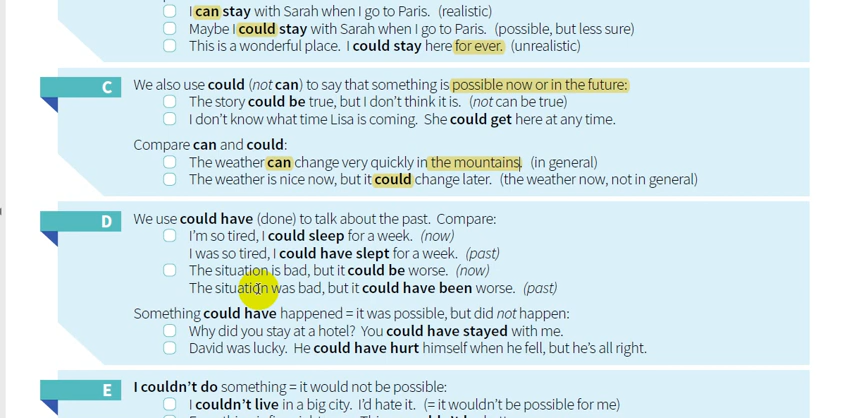 I can stay with Sarah when I go to Paris. (realistic)
Maybe I could stay with Sarah when I go to Paris. (possible, but less sure)
This is a wonderful place. I could stay here for ever. (unrealistic)
C
We also use could (not can) to say that something is possible now or in the future:
The story could be true, but I don't think it is. (not can be true)
I don't know what time Lisa is coming. She could get here at any time.
Compare can and could:
The weather can change very quickly in the mountains. (in general)
The weather is nice now, but it could change later. (the weather now, not in general)
D
We use could have (done) to talk about the past. Compare:
I'm so tired, I could sleep for a week. (now)
I was so tired, I could have slept for a week. (past)
The situation is bad, but it could be worse. (now)
The situation was bad, but it could have been worse. (past)
Something could have happened = it was possible, but did not happen:
Why did you stay at a hotel? You could have stayed with me.
David was lucky. He could have hurt himself when he fell, but he's all right.
E
I couldn't do something = it would not be possible:
I couldn't live in a big city. I'd hate it. (= it wouldn't be possible for me)